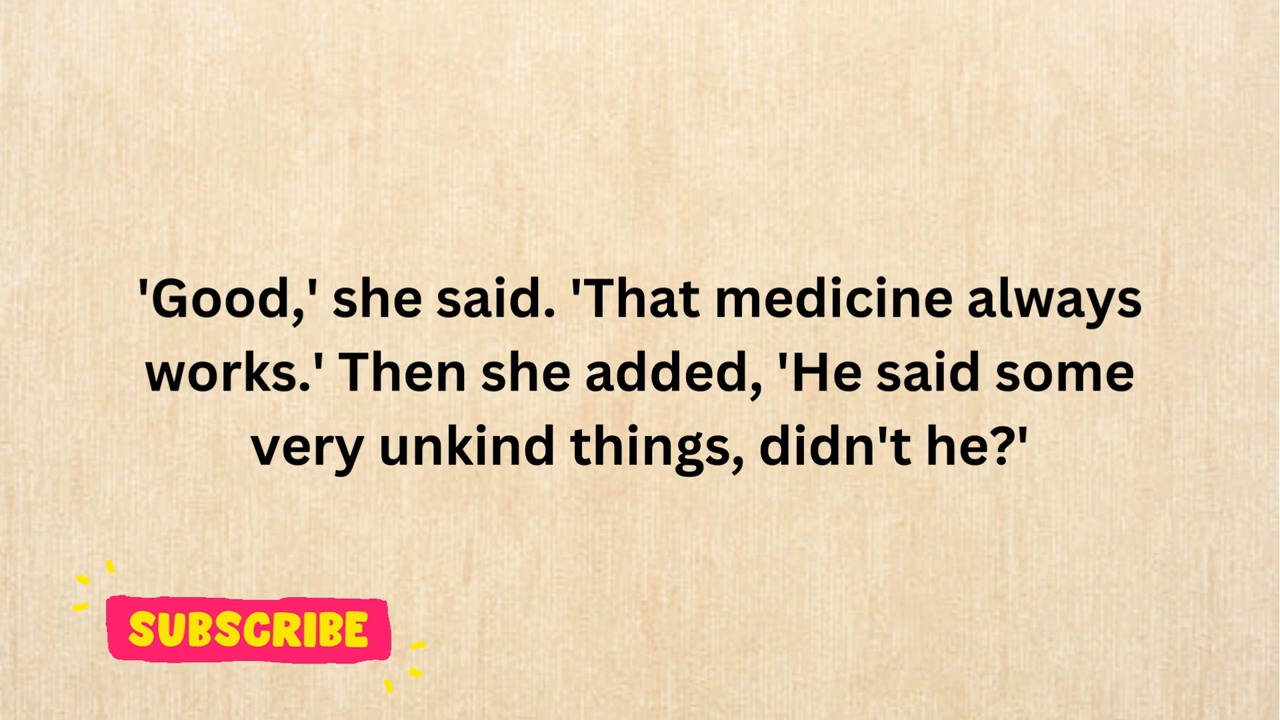 'Good,' she said. 'That medicine always
works.' Then she added, 'He said some
very unkind things, didn't he?'
SUBSCRIBE